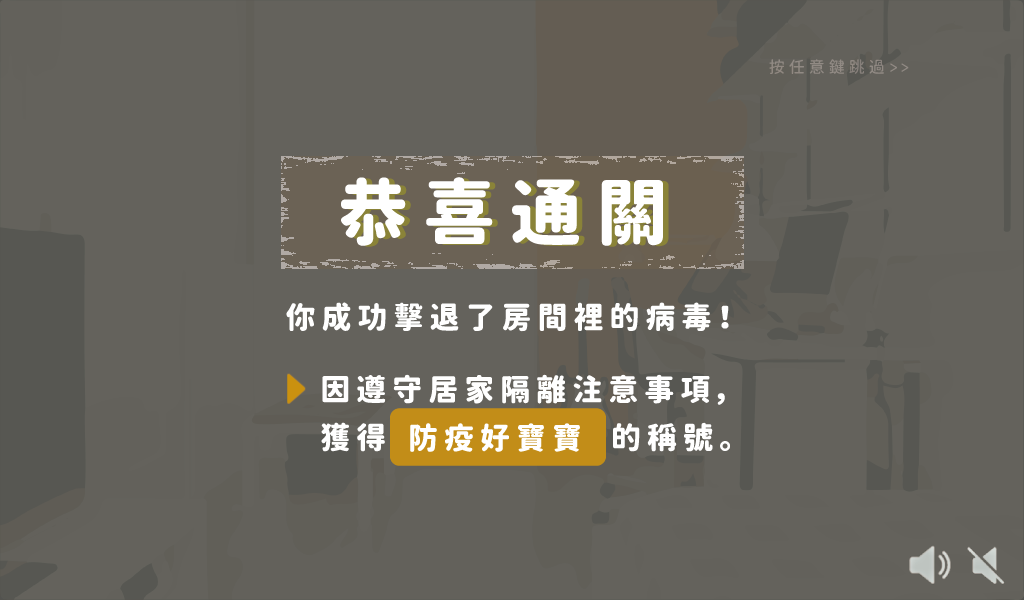 按任意鍵跳過>>
恭喜通關
你成功擊退了房間裡的病毒!
因遵守居家隔離注意事項,
獲得 防疫好寶寶 的稱號。